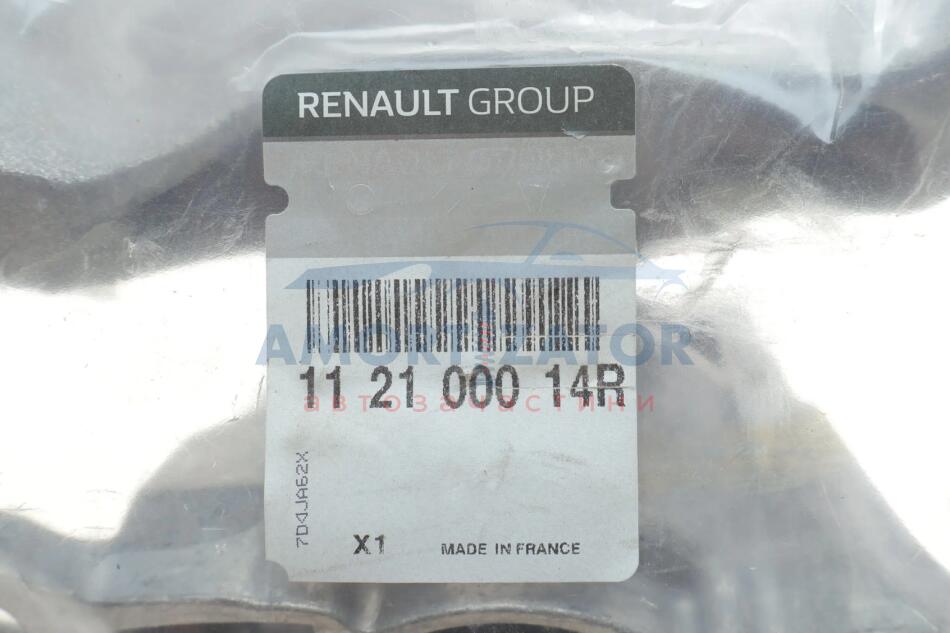 RENAULT GROUP
AMORTIZATOR
11 21 000 14R
автозапчастини
7D4JA62X
X1 MADE IN FRANCE